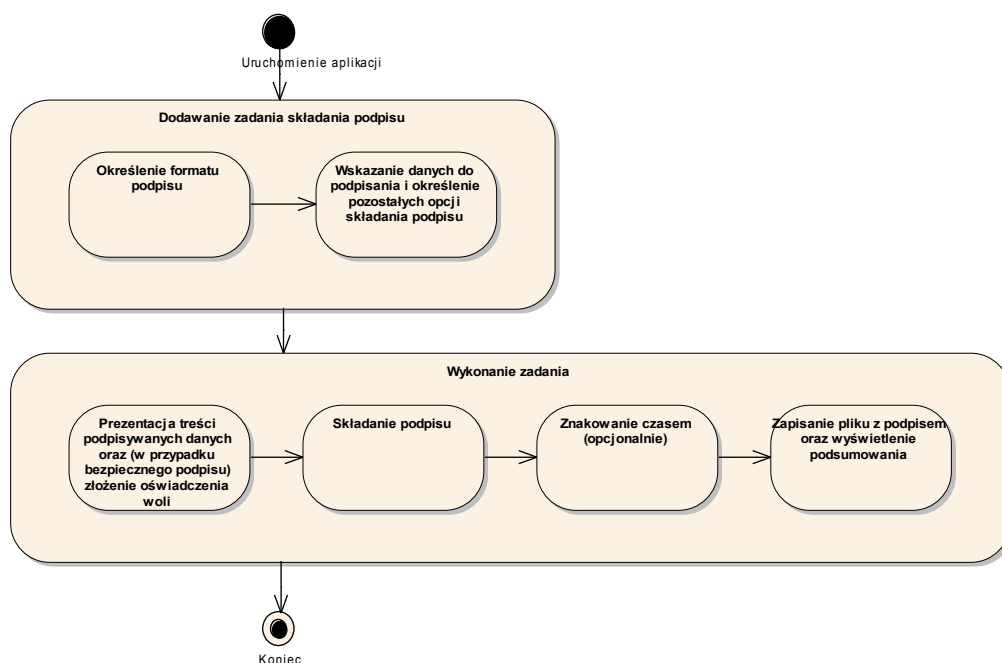 Uruchomienie aplikacji
Dodawanie zadania składania podpisu
Określenie formatu
podpisu
Wskazanie danych do
podpisania i określenie
pozostałych opcji
składania podpisu
Wykonanie zadania
Prezentacja treści
podpisywanych danych
oraz (w przypadku
bezpiecznego podpisu)
złożenie oświadczenia
woli
Składanie podpisu
Znakowanie czasem
(opcjonalnie)
Zapisanie pliku z podpisem
oraz wyświetlenie
podsumowania
Koniec